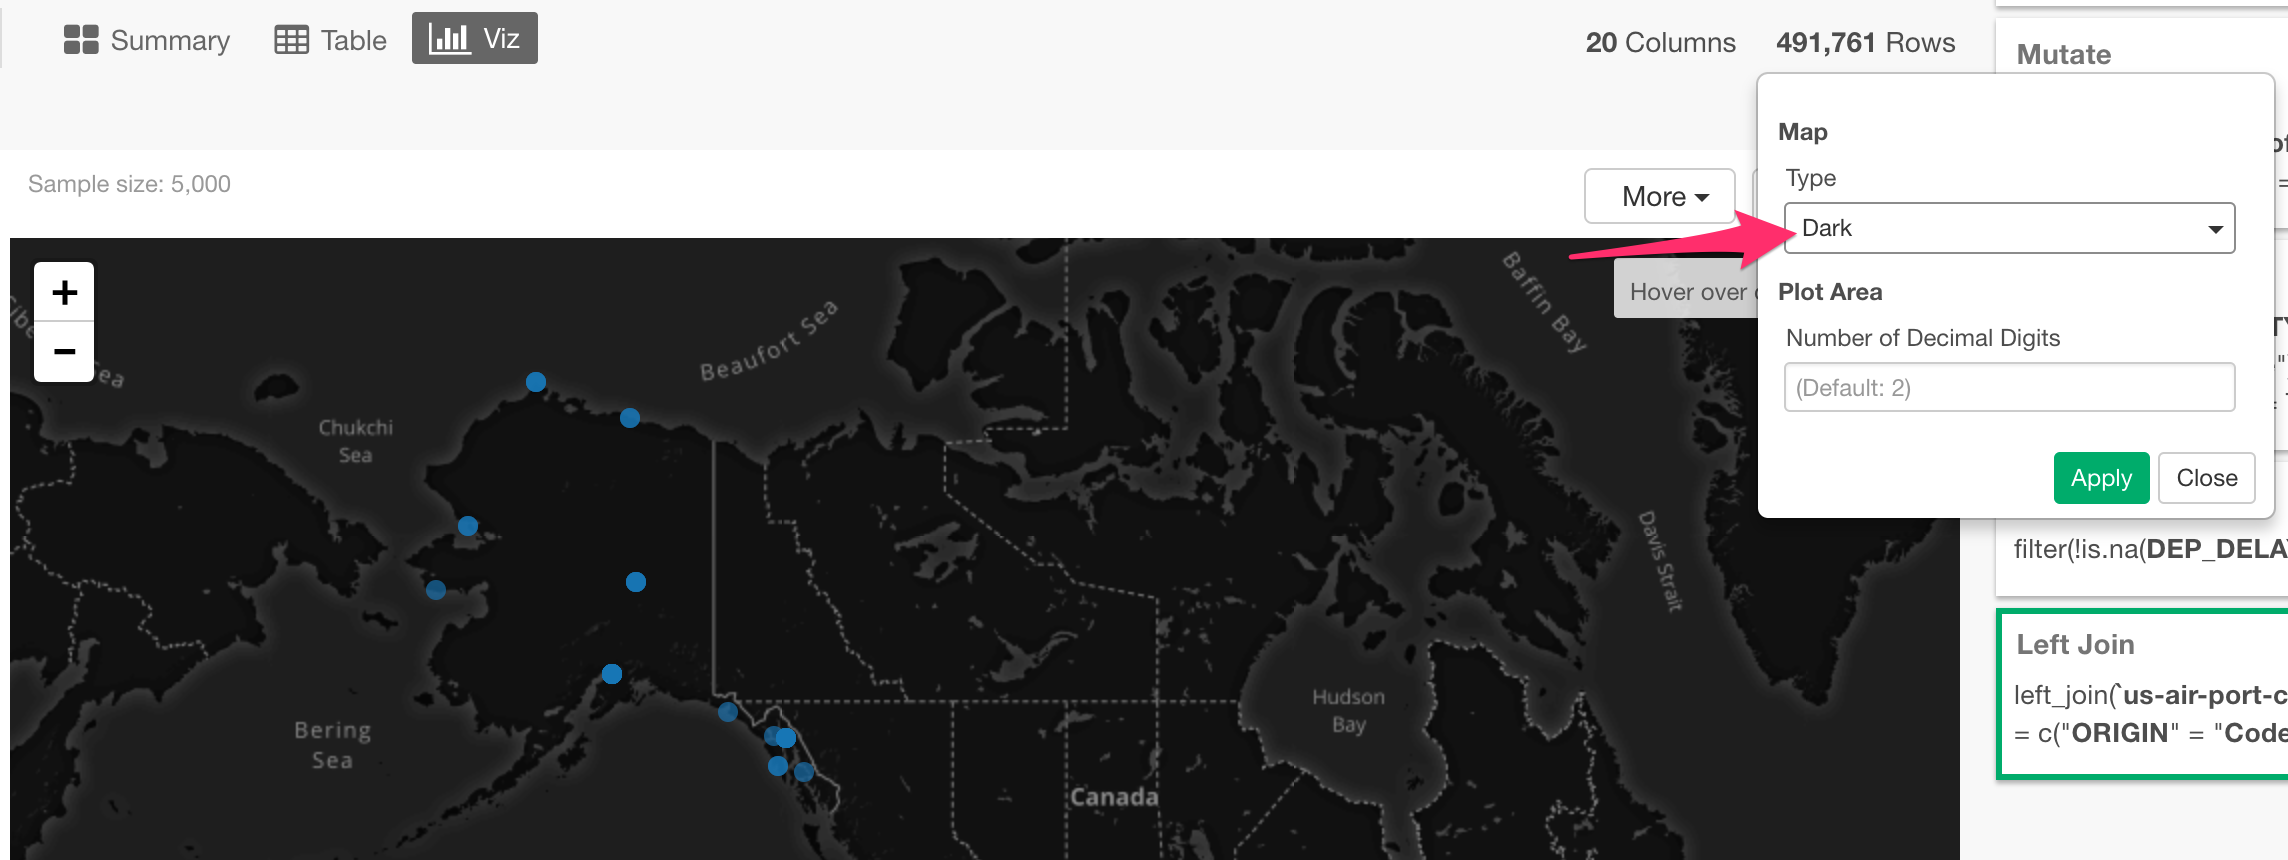 Summary
Table
Viz
20 Columns
491,761 Rows
Mutate
Map
Type
Dark
Plot Area
Number of Decimal Digits
(Default: 2)
Apply
Close
Sample size: 5,000
More
Hover over
+
−
Beaufort Sea
Baffin Bay
Chukchi
Sea
Davis Strait
Bering
Sea
Hudson
Bay
Canada
filter(!is.na(DEP_DELAY
Left Join
left_join(`us-air-port-c
= c("ORIGIN" = "Code